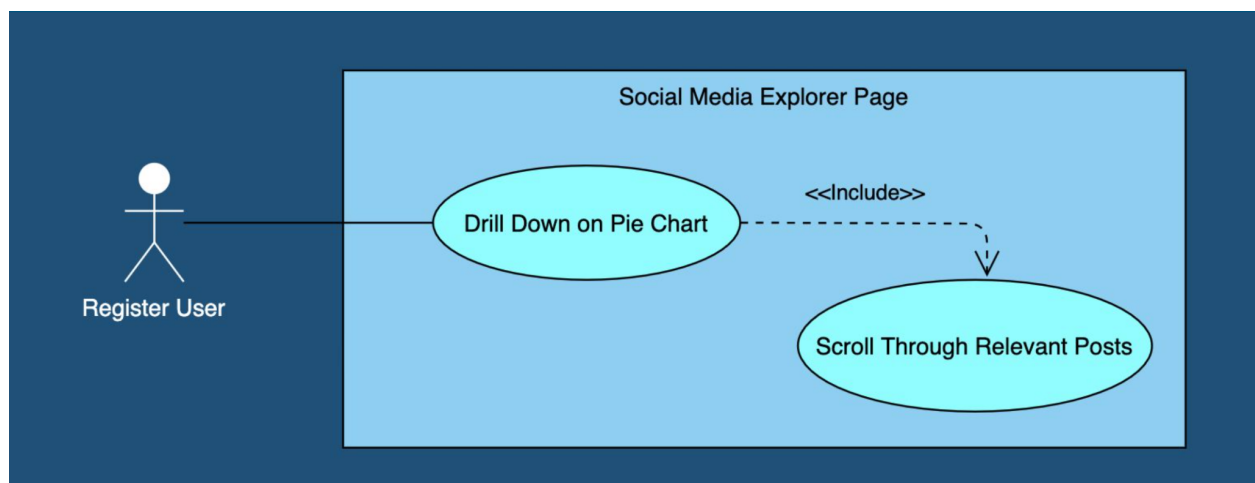 Social Media Explorer Page
<<Include>>
Drill Down on Pie Chart
Register User
Scroll Through Relevant Posts